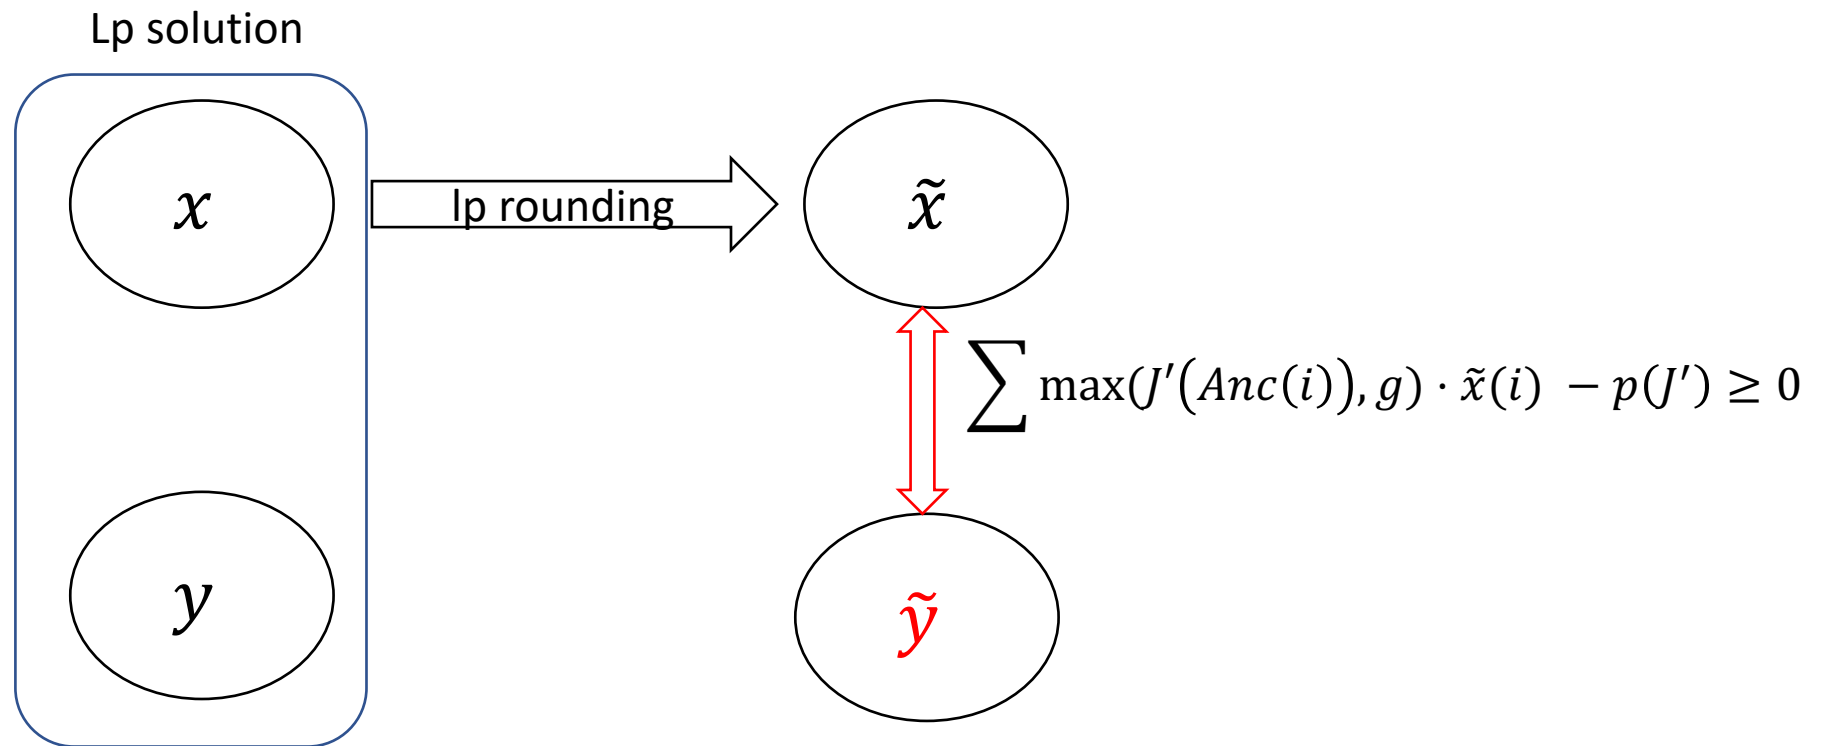 Lp solution
x
lp rounding
x̃
∑ max(J′(Anc(i)), g) · x̃(i) − p(J′) ≥ 0
y
ỹ